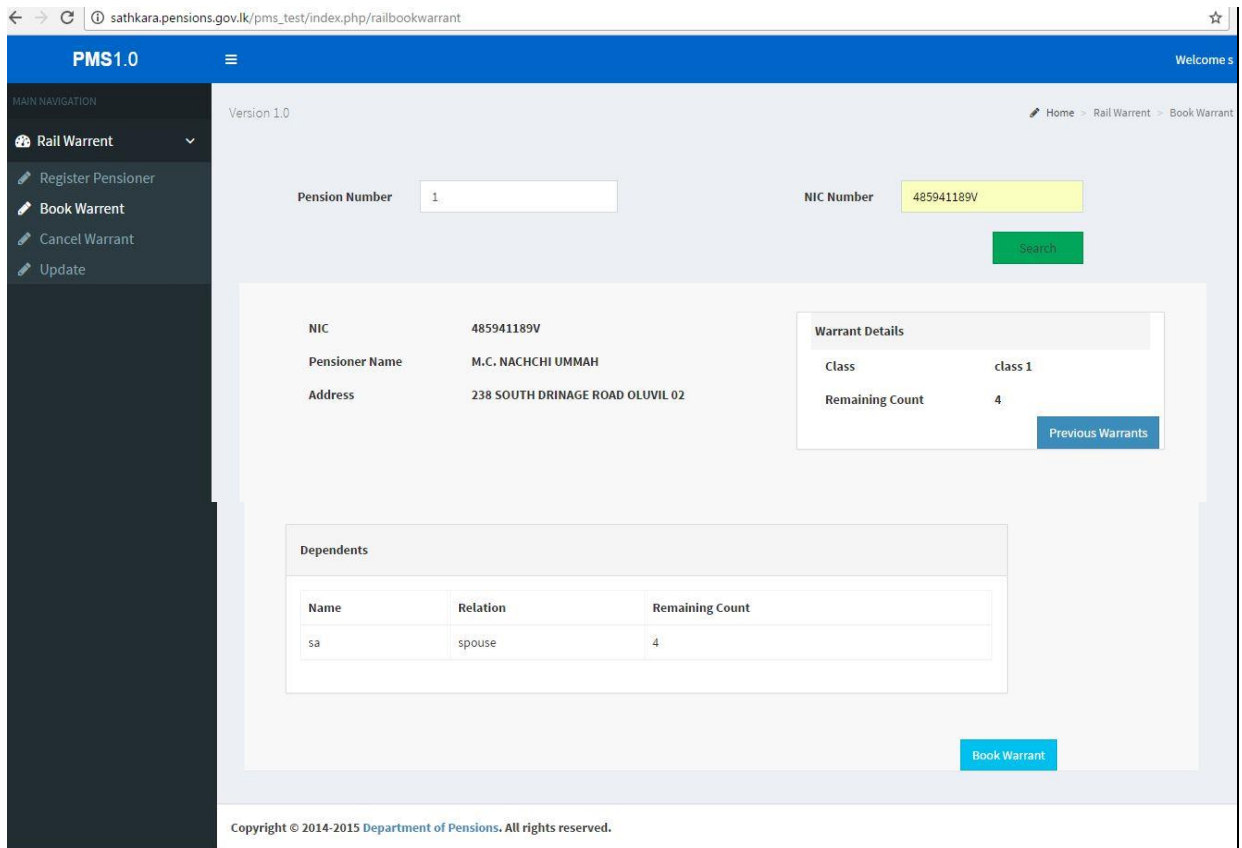 sathkara.pensions.gov.lk/pms_test/index.php/railbookwarrant
PMS1.0
Welcome s
MAIN NAVIGATION
Version 1.0
Home > Rail Warrent > Book Warrant
Rail Warrent
Register Pensioner
Book Warrent
Cancel Warrant
Update
Pension Number 1 NIC Number 485941189V
Search
NIC 485941189V
Pensioner Name M.C. NACHCHI UMMAH
Address 238 SOUTH DRINAGE ROAD OLUVIL 02
Warrant Details
Class class 1
Remaining Count 4
Previous Warrants
Dependents
Name Relation Remaining Count
sa spouse 4
Book Warrant
Copyright © 2014-2015 Department of Pensions. All rights reserved.